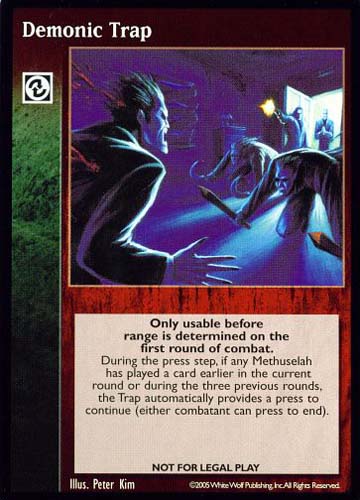 Demonic Trap
Only usable before
range is determined on the
first round of combat.
During the press step, if any Methuselah
has played a card earlier in the current
round or during the three previous rounds,
the Trap automatically provides a press to
continue (either combatant can press to end).
NOT FOR LEGAL PLAY
Illus. Peter Kim
©2005 White Wolf Publishing, Inc. All Rights Reserved.